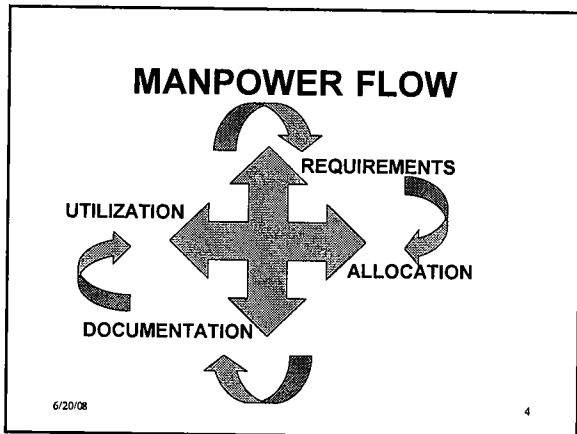 MANPOWER FLOW
REQUIREMENTS
UTILIZATION
ALLOCATION
DOCUMENTATION
6/20/08
4